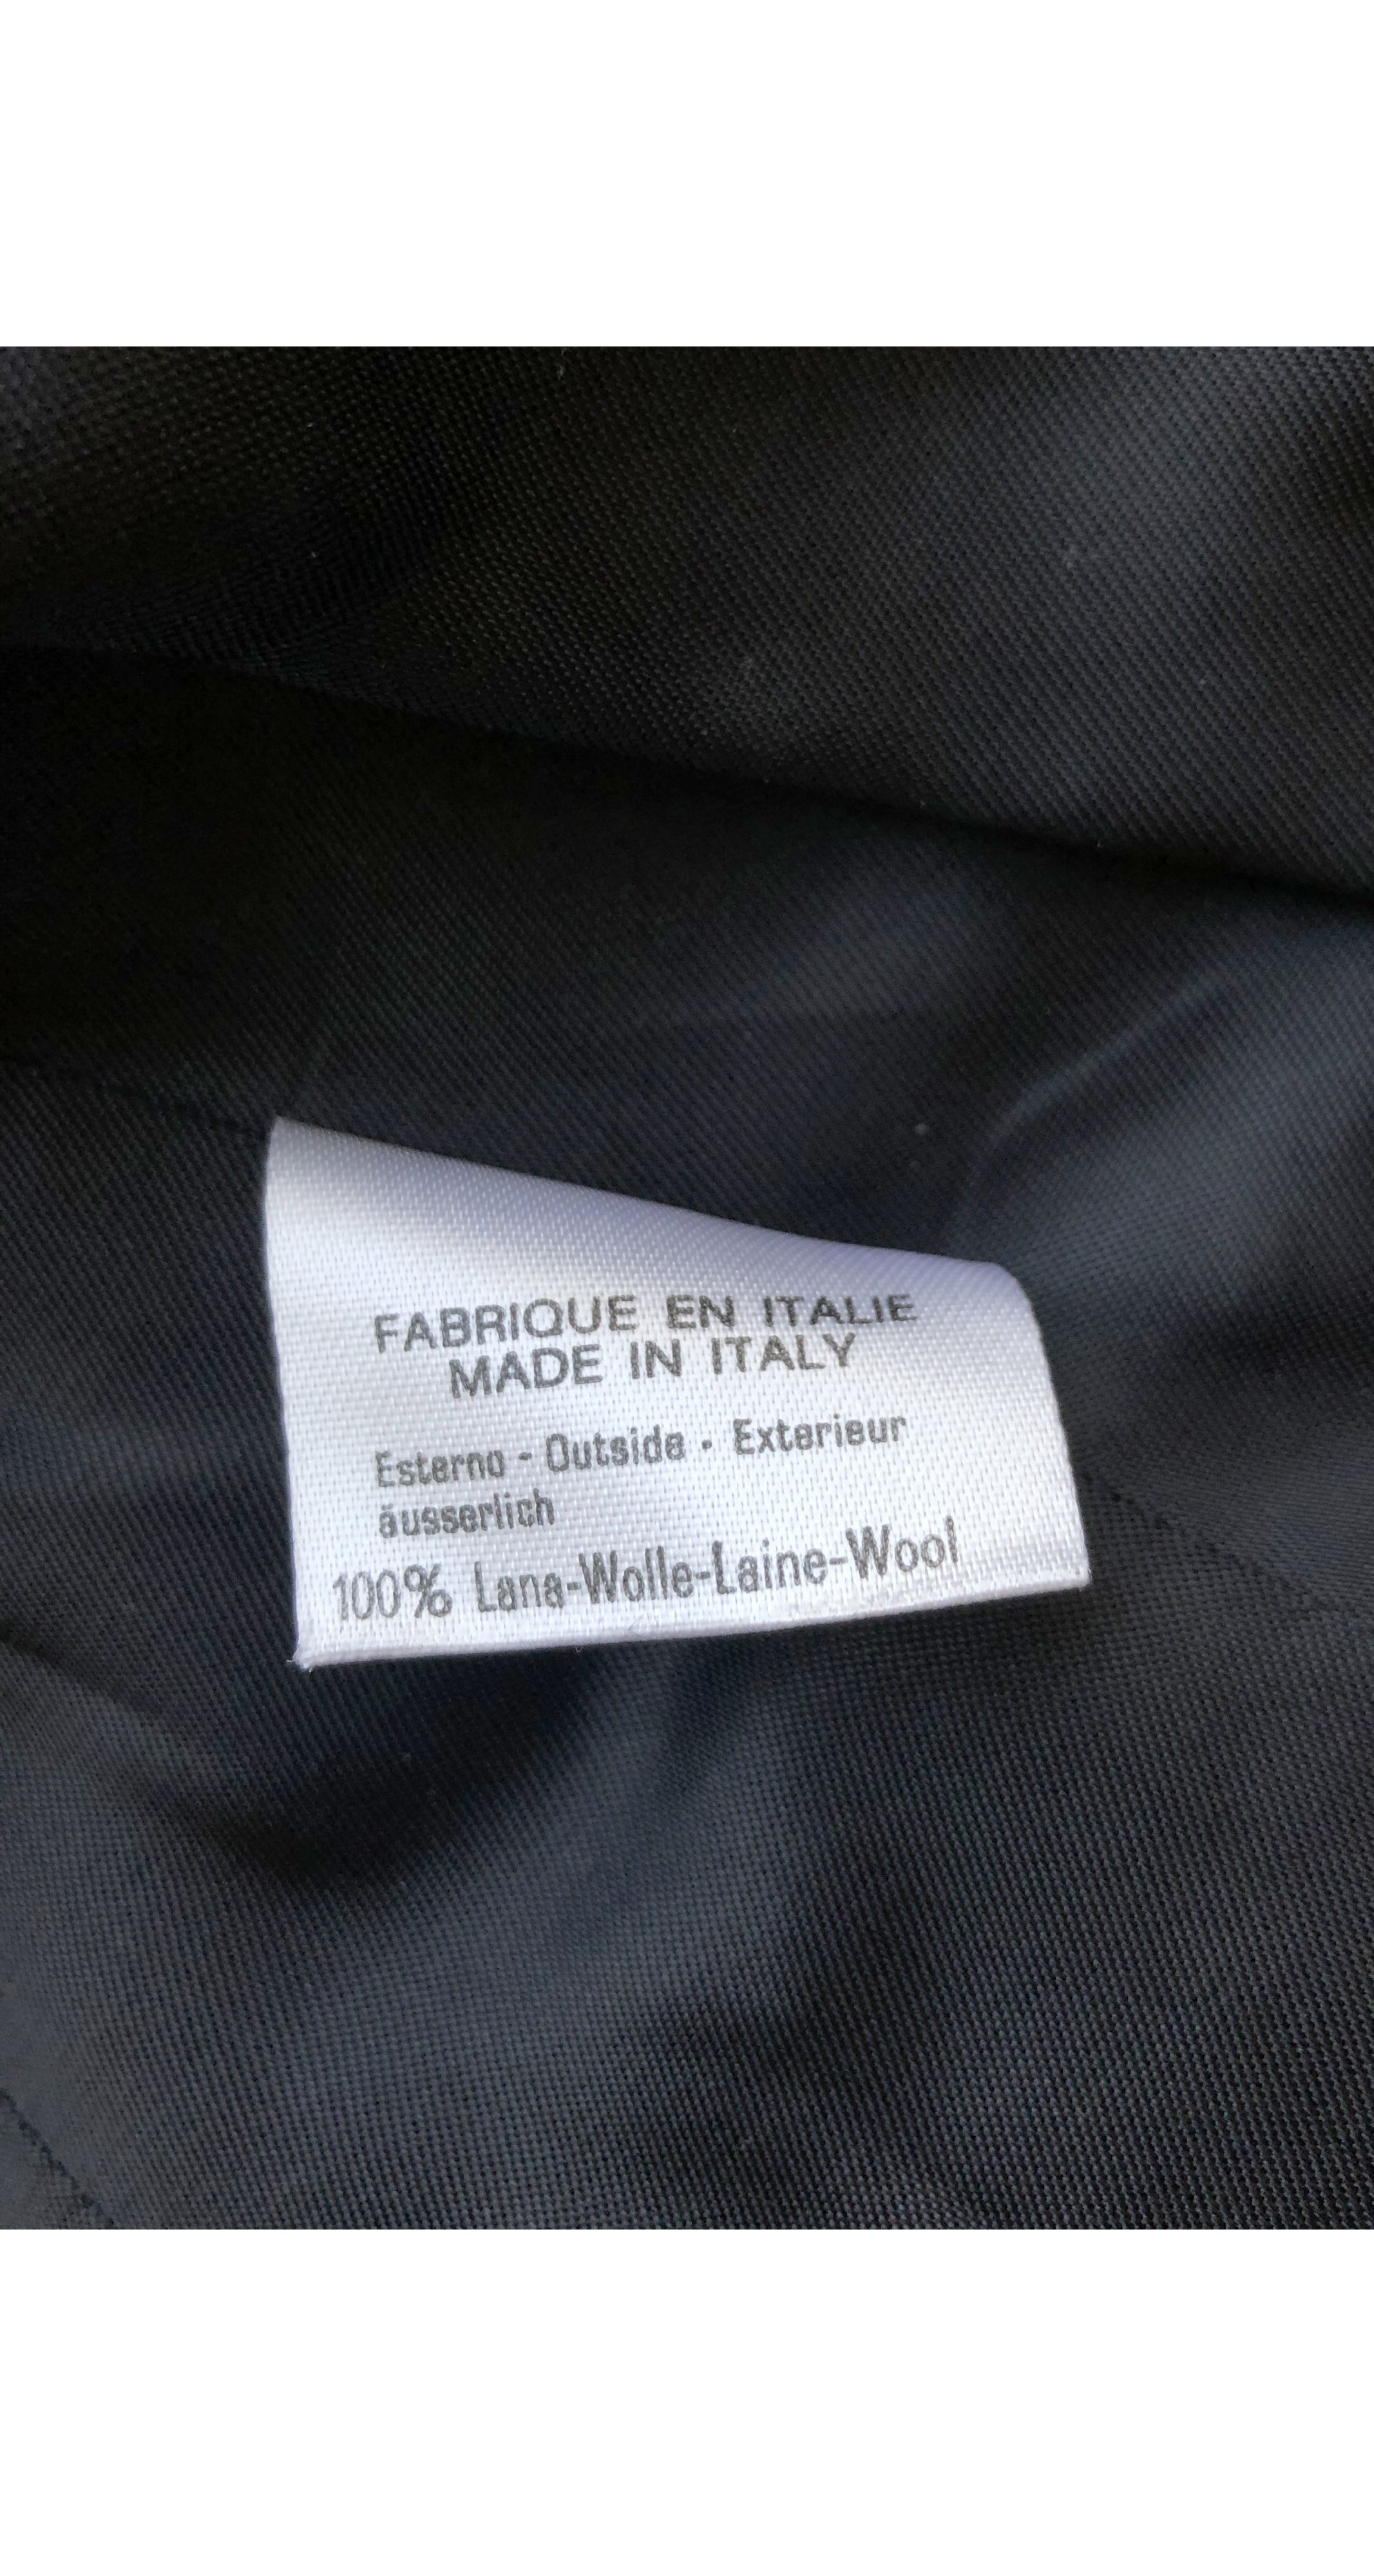 FABRIQUE EN ITALIE
MADE IN ITALY
Esterno - Outside - Exterieur
äusserlich
100% Lana-Wolle-Laine-Wool